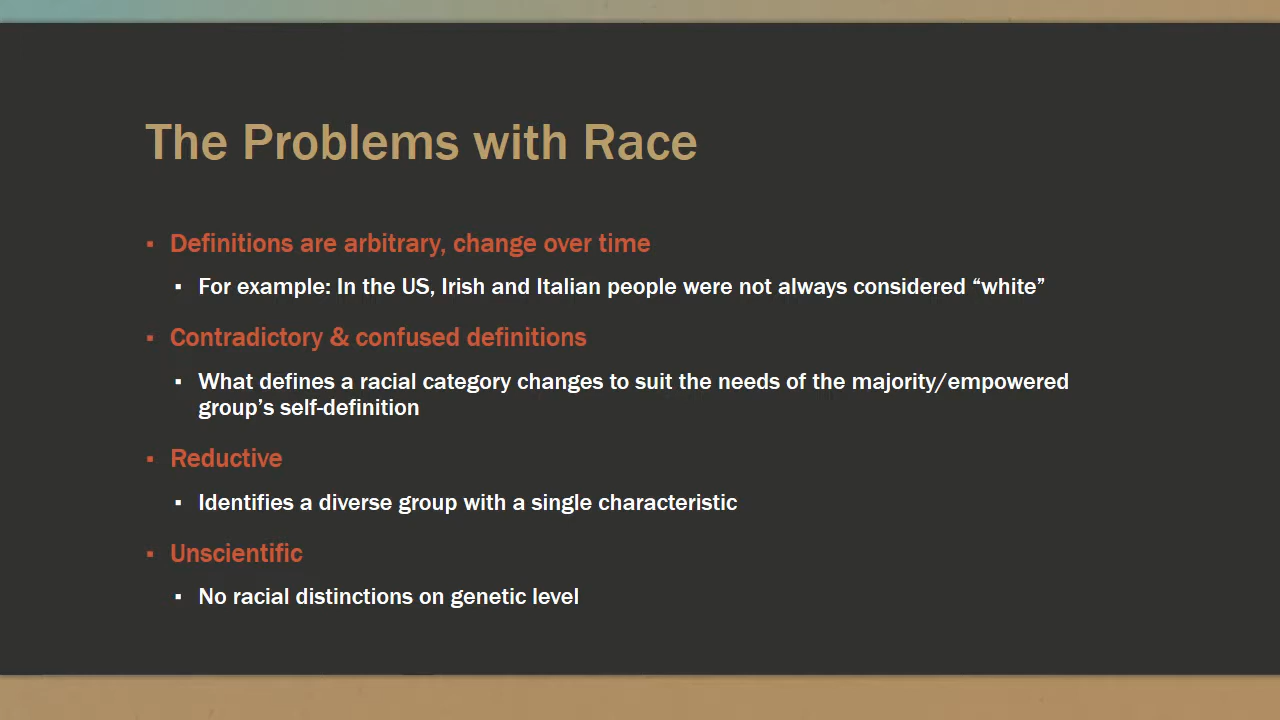 The Problems with Race
▪ Definitions are arbitrary, change over time
▪ For example: In the US, Irish and Italian people were not always considered “white”
▪ Contradictory & confused definitions
▪ What defines a racial category changes to suit the needs of the majority/empowered
group’s self-definition
▪ Reductive
▪ Identifies a diverse group with a single characteristic
▪ Unscientific
▪ No racial distinctions on genetic level